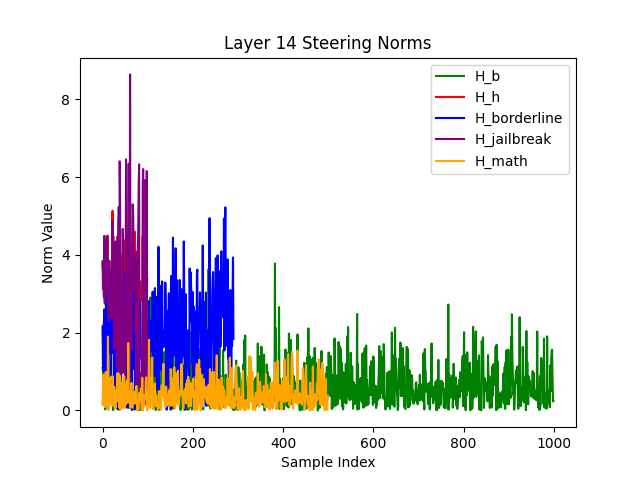 Layer 14 Steering Norms
H_b
H_h
H_borderline
H_jailbreak
H_math
Norm Value
8
6
4
2
0
0
200
400
600
800
1000
Sample Index